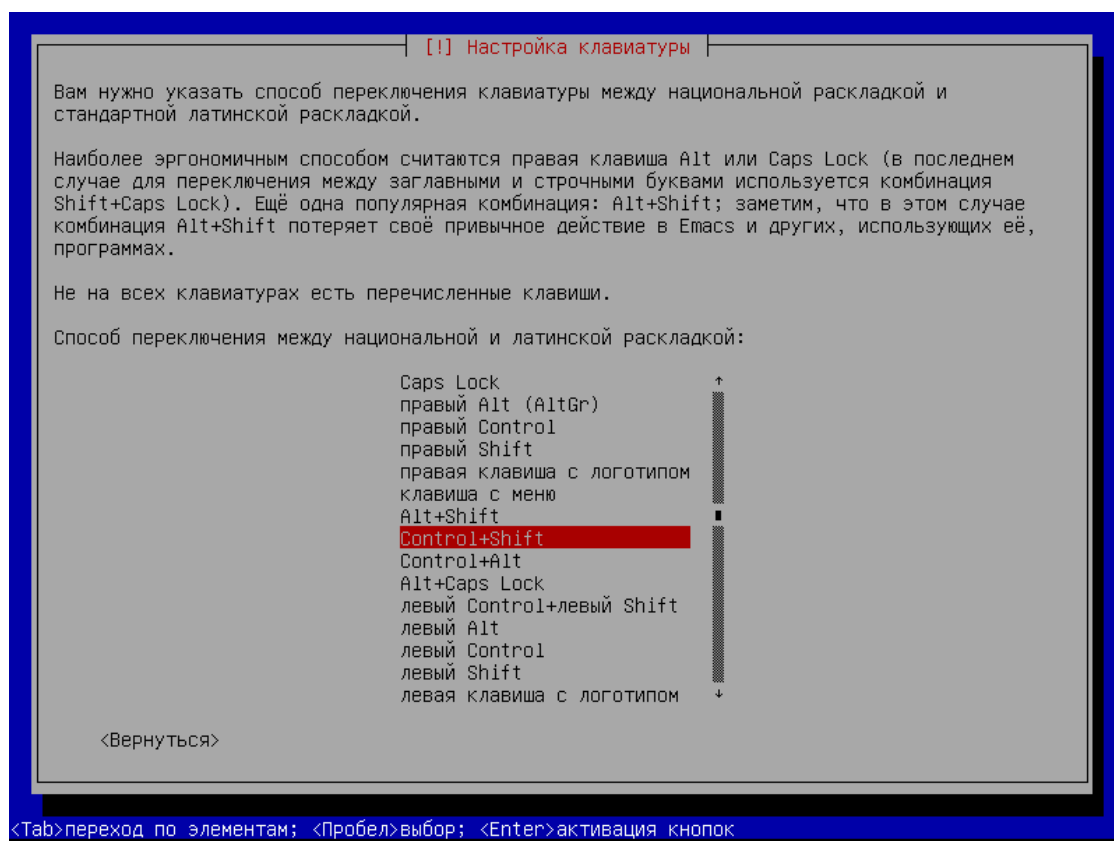 [!] Настройка клавиатуры
Вам нужно указать способ переключения клавиатуры между национальной раскладкой и
стандартной латинской раскладкой.
Наиболее эргономичным способом считаются правая клавиша Alt или Caps Lock (в последнем
случае для переключения между заглавными и строчными буквами используется комбинация
Shift+Caps Lock). Ещё одна популярная комбинация: Alt+Shift; заметим, что в этом случае
комбинация Alt+Shift потеряет своё привычное действие в Emacs и других, использующих её,
программах.
Не на всех клавиатурах есть перечисленные клавиши.
Способ переключения между национальной и латинской раскладкой:
Caps Lock
правый Alt (AltGr)
правый Control
правый Shift
правая клавиша с логотипом
клавиша с меню
Alt+Shift
Control+Shift
Control+Alt
Alt+Caps Lock
левый Control+левый Shift
левый Alt
левый Control
левый Shift
левая клавиша с логотипом
<Вернуться>
<Tab>переход по элементам; <Пробел>выбор; <Enter>активация кнопок